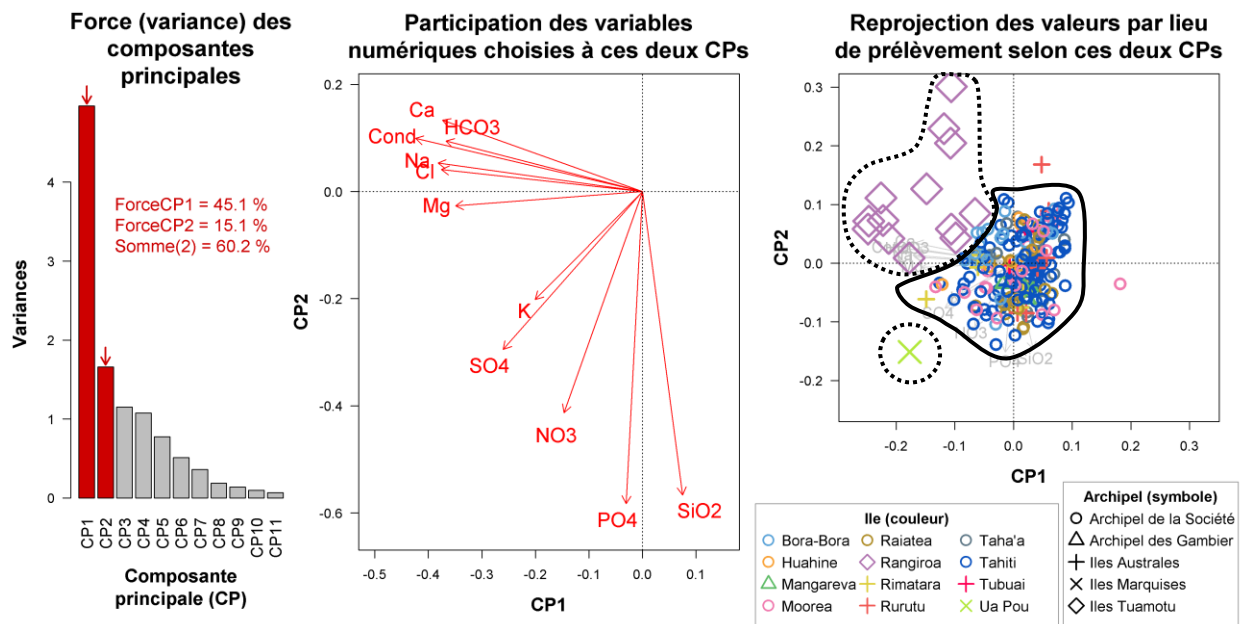 Force (variance) des
composantes
principales
Variances
4
3
2
1
0
ForceCP1 = 45.1 %
ForceCP2 = 15.1 %
Somme(2) = 60.2 %
CP1
CP2
CP3
CP4
CP5
CP6
CP7
CP8
CP9
CP10
CP11
Composante
principale (CP)
Participation des variables
numériques choisies à ces deux CPs
CP2
0.2
0.0
-0.2
-0.4
-0.6
Ca
HCO3
Cond
Na
Cl
Mg
K
SO4
NO3
PO4
SiO2
-0.5 -0.4 -0.3 -0.2 -0.1 0.0 0.1
CP1
Reprojection des valeurs par lieu
de prélèvement selon ces deux CPs
CP2
0.3
0.2
0.1
0.0
-0.1
-0.2
SiO2
-0.2 -0.1 0.0 0.1 0.2 0.3
CP1
Ile (couleur)
Bora-Bora Raiatea Taha'a
Huahine Rangiroa Tahiti
Mangareva Rimatara Tubuai
Moorea Rurutu Ua Pou
Archipel (symbole)
Archipel de la Société
Archipel des Gambier
Iles Australes
Iles Marquises
Iles Tuamotu